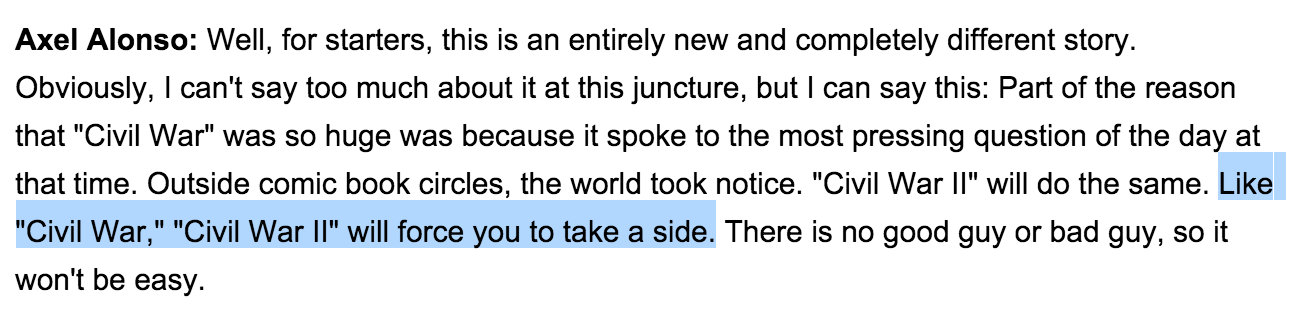 Axel Alonso: Well, for starters, this is an entirely new and completely different story.
Obviously, I can't say too much about it at this juncture, but I can say this: Part of the reason
that "Civil War" was so huge was because it spoke to the most pressing question of the day at
that time. Outside comic book circles, the world took notice. "Civil War II" will do the same. Like
"Civil War," "Civil War II" will force you to take a side. There is no good guy or bad guy, so it
won't be easy.